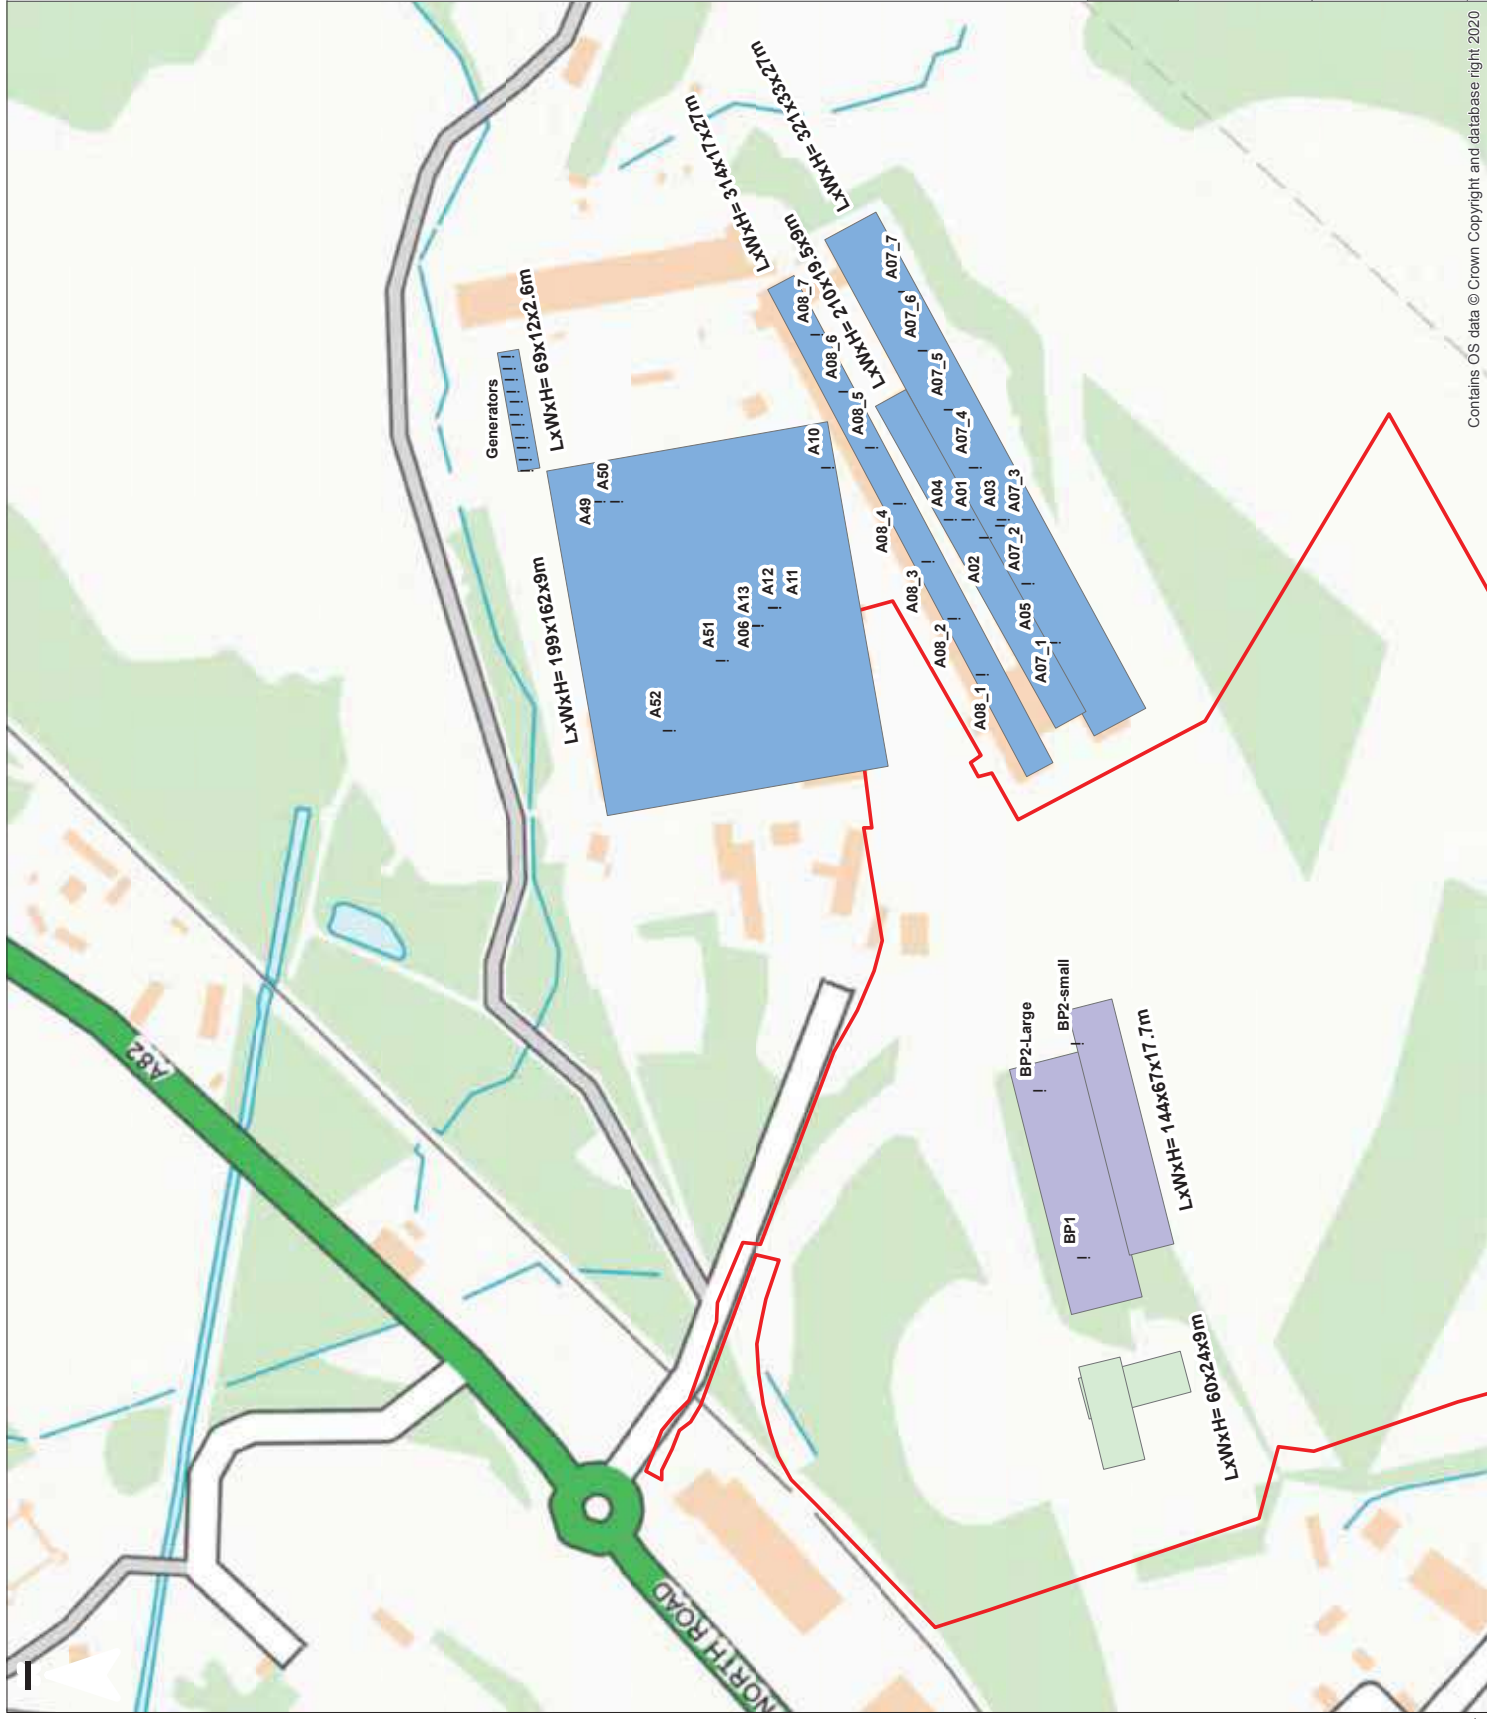 A82
NORTH ROAD
Generators
LxWxH= 69x12x2.6m
LxWxH= 199x162x9m
A49
A50
A10
A51
A13
A06
A12
A11
A52
LxWxH= 314x17x27m
LxWxH= 321x33x27m
LxWxH= 210x19.5x9m
A08_7
A08_6
A08_5
A08_4
A08_3
A08_2
A08_1
A07_7
A07_6
A07_5
A07_4
A04
A01
A03
A07_3
A02
A07_2
A05
A07_1
BP2-Large
BP2-small
BP1
LxWxH= 144x67x17.7m
LxWxH= 60x24x9m
Contains OS data © Crown Copyright and database right 2020